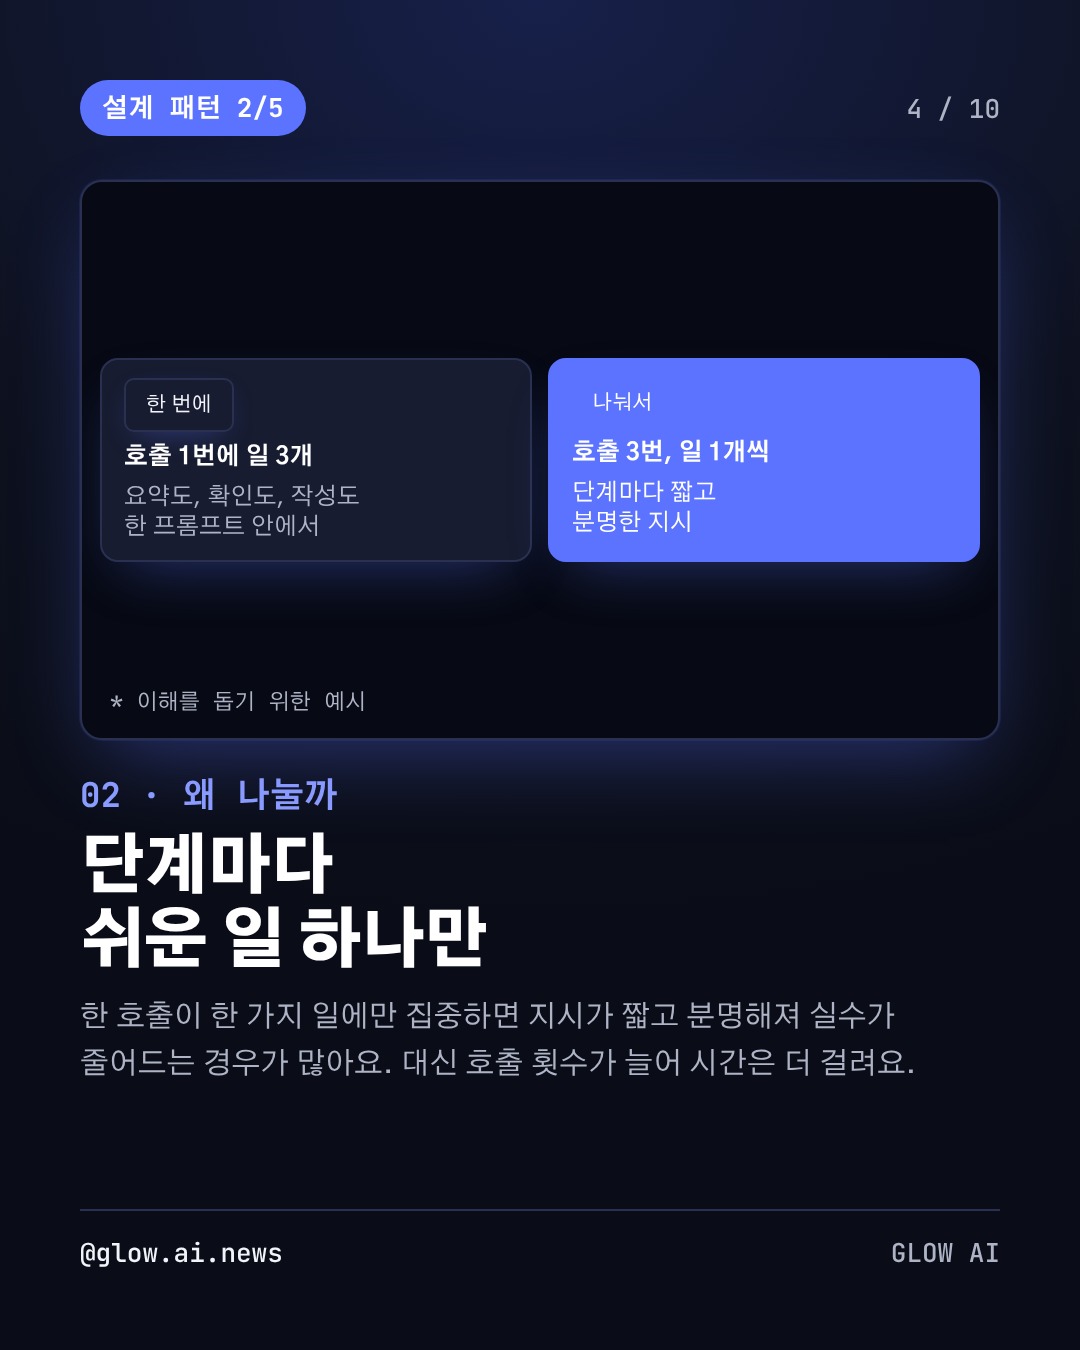 설계 패턴 2/5
4 / 10
한 번에
호출 1번에 일 3개
요약도, 확인도, 작성도
한 프롬프트 안에서
나눠서
호출 3번, 일 1개씩
단계마다 짧고
분명한 지시
* 이해를 돕기 위한 예시
02 · 왜 나눌까
단계마다
쉬운 일 하나만
한 호출이 한 가지 일에만 집중하면 지시가 짧고 분명해져 실수가
줄어드는 경우가 많아요. 대신 호출 횟수가 늘어 시간은 더 걸려요.
@glow.ai.news
GLOW AI